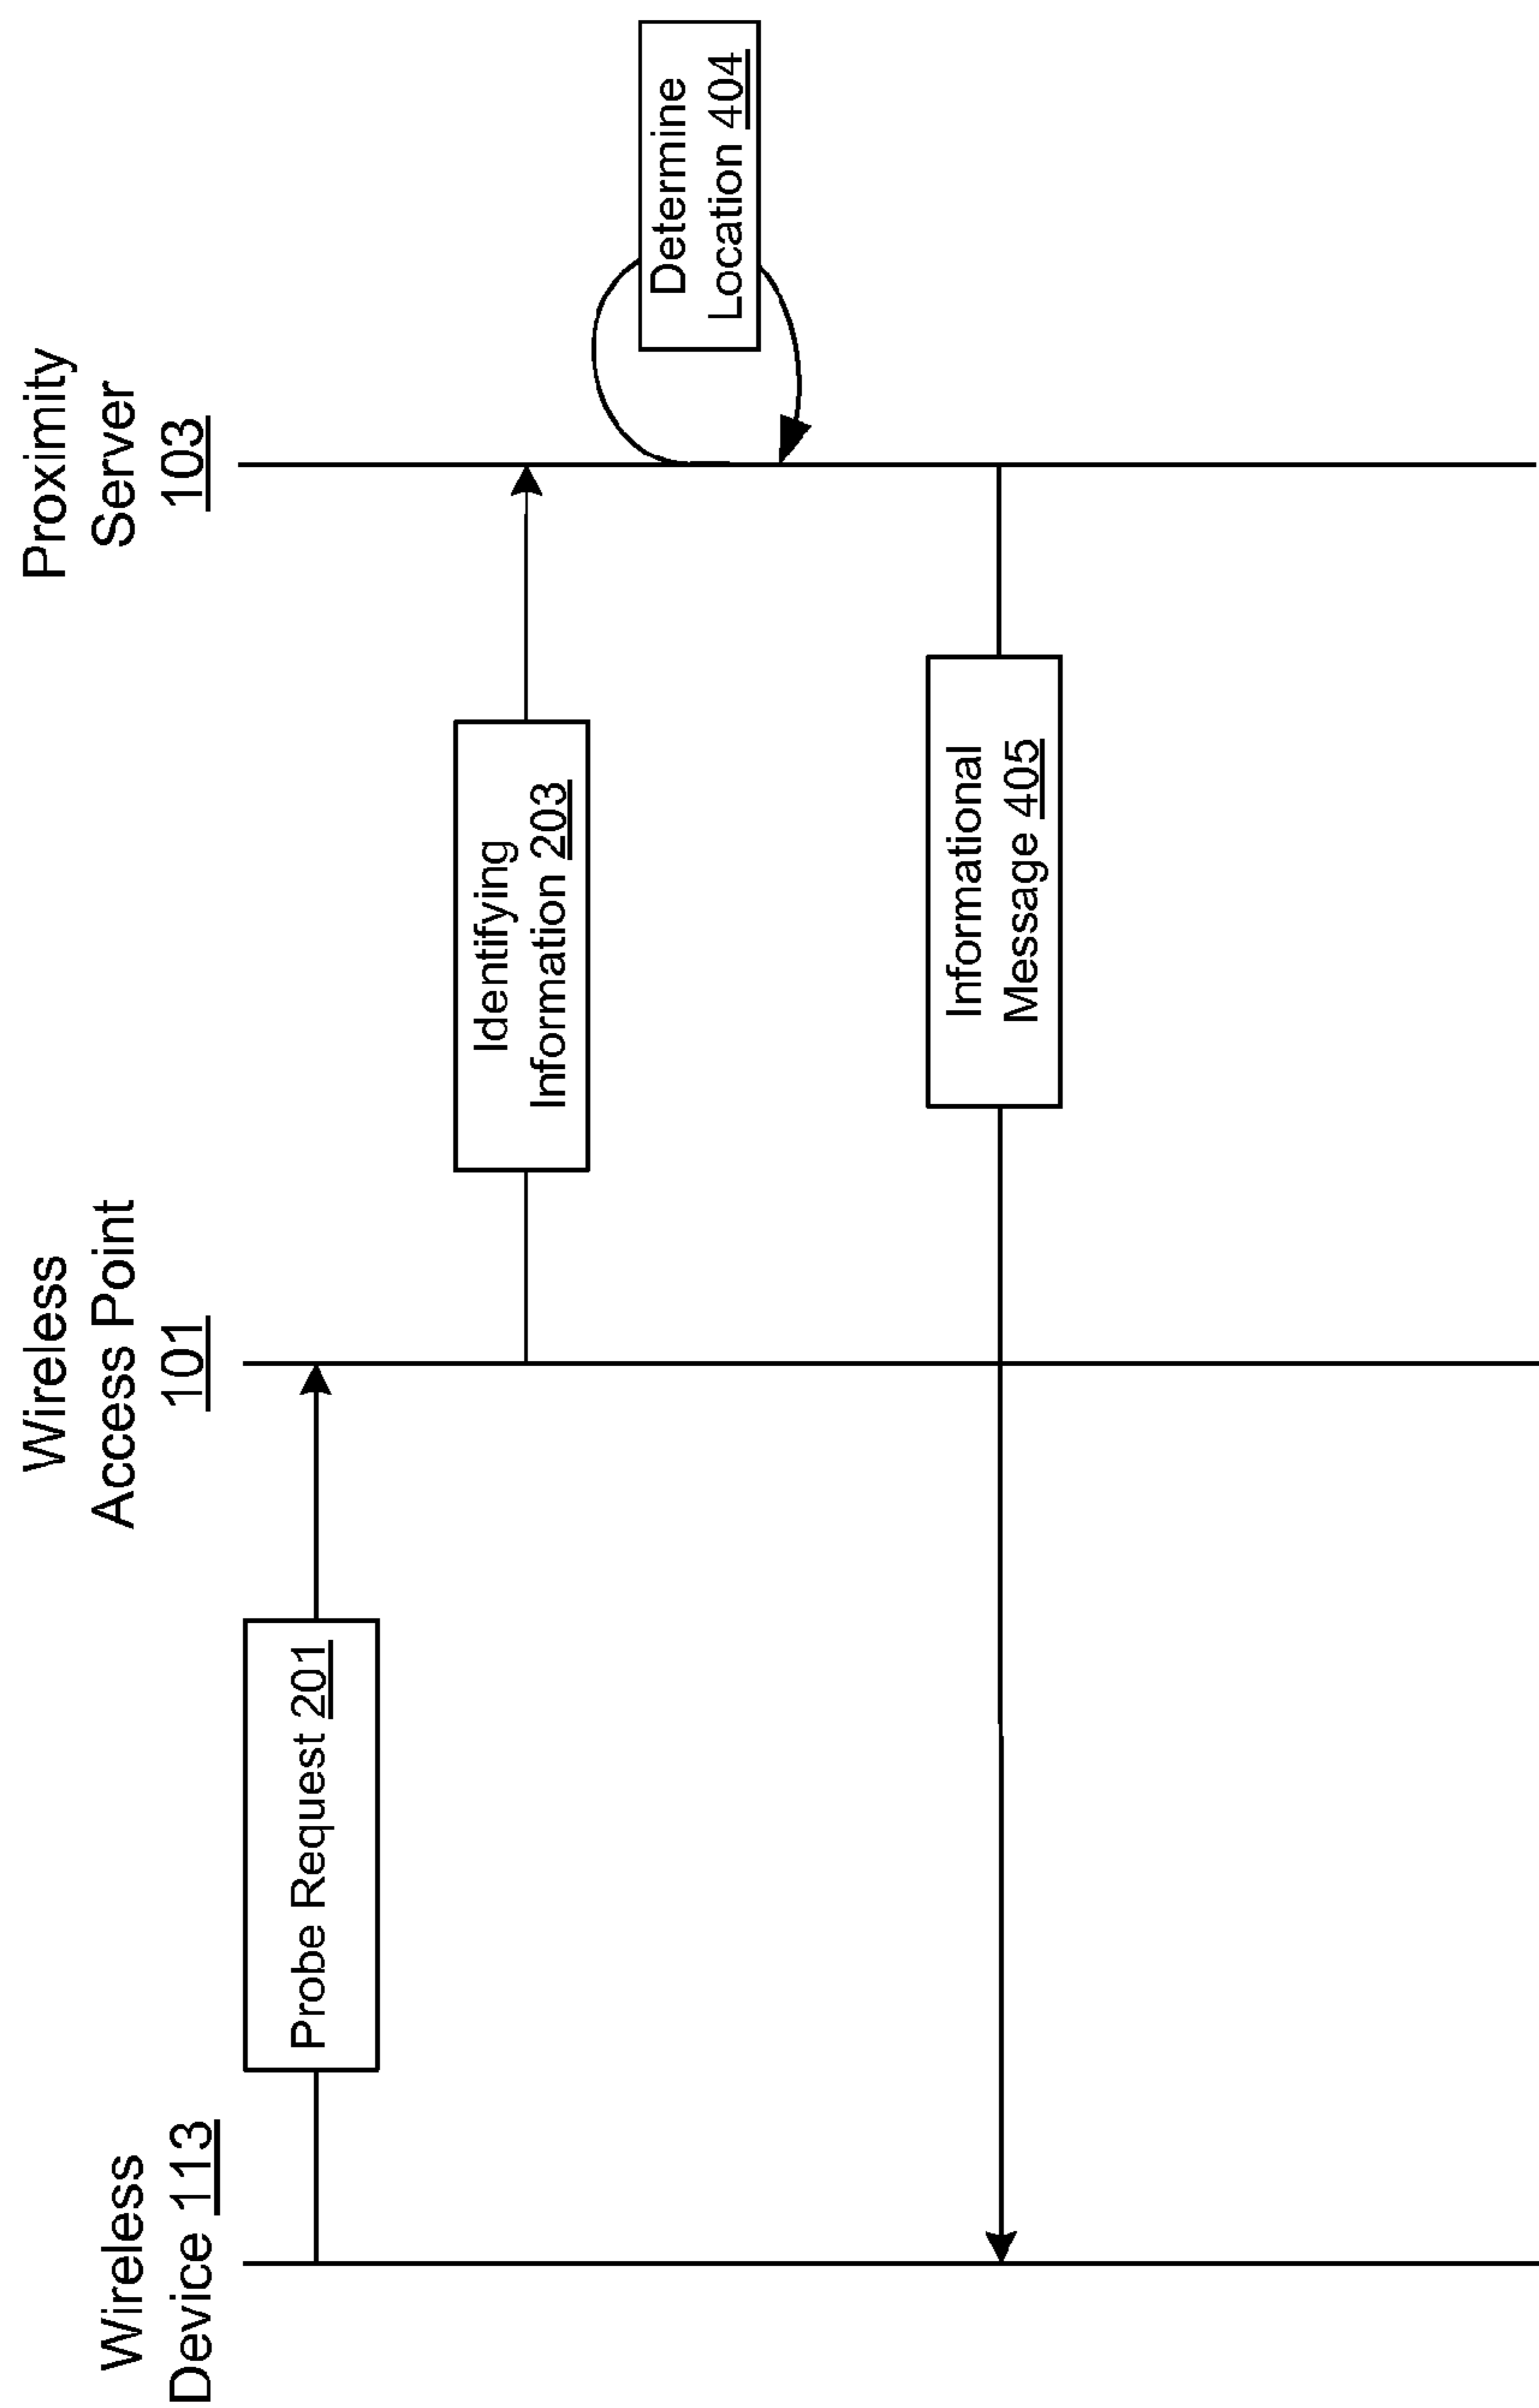 Wireless
Device 113
Wireless
Access Point
101
Proximity
Server
103
Probe Request 201
Identifying
Information 203
Determine
Location 404
Informational
Message 405